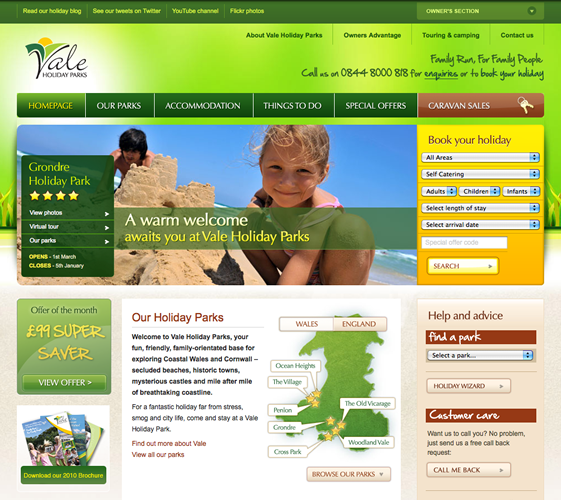 Read our holiday blog
See our tweets on Twitter
YouTube channel
Flickr photos
OWNER'S SECTION
About Vale Holiday Parks
Owners Advantage
Touring & camping
Contact us
Vale
HOLIDAY PARKS
Family Run, For Family People
Call us on 0844 8000 818 for enquiries or to book your holiday
HOMEPAGE
OUR PARKS
ACCOMMODATION
THINGS TO DO
SPECIAL OFFERS
CARAVAN SALES
Grondre
Holiday Park
View photos
Virtual tour
Our parks
OPENS - 1st March
CLOSES - 5th January
A warm welcome
awaits you at Vale Holiday Parks
Book your holiday
All Areas
Self Catering
Adults
Children
Infants
Select length of stay
Select arrival date
Special offer code
SEARCH
Offer of the month
£99 SUPER
SAVER
VIEW OFFER >
Vale
Download our 2010 Brochure
Our Holiday Parks
Welcome to Vale Holiday Parks, your
fun, friendly, family-orientated base for
exploring Coastal Wales and Cornwall –
secluded beaches, historic towns,
mysterious castles and mile after mile
of breathtaking coastline.
For a fantastic holiday far from stress,
smog and city life, come and stay at a Vale
Holiday Park.
Find out more about Vale
View all our parks
WALES
ENGLAND
Ocean Heights
The Village
Penlon
The Old Vicarage
Grondre
Woodland Vale
Cross Park
BROWSE OUR PARKS
Help and advice
find a park
Select a park...
HOLIDAY WIZARD
Customer care
Want us to call you? No problem,
just send us a free call back
request:
CALL ME BACK